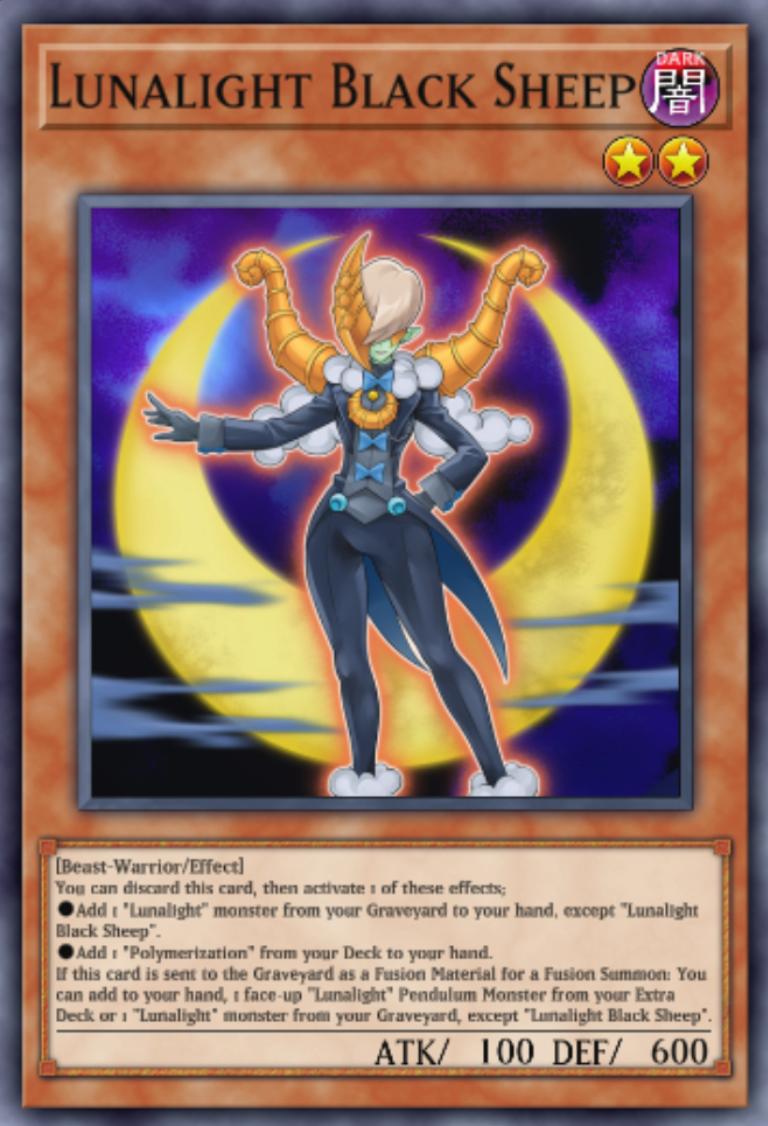 LUNALIGHT BLACK SHEEP
DARK
闇
[Beast-Warrior/Effect]
You can discard this card, then activate 1 of these effects;
●Add 1 "Lunalight" monster from your Graveyard to your hand, except "Lunalight
Black Sheep".
●Add 1 "Polymerization" from your Deck to your hand.
If this card is sent to the Graveyard as a Fusion Material for a Fusion Summon: You
can add to your hand, 1 face-up "Lunalight" Pendulum Monster from your Extra
Deck or 1 "Lunalight" monster from your Graveyard, except "Lunalight Black Sheep".
ATK/ 100 DEF/ 600